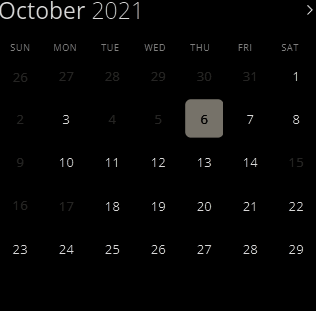 October 2021 >
SUN MON TUE WED THU FRI SAT
26 27 28 29 30 31 1
2 3 4 5 6 7 8
9 10 11 12 13 14 15
16 17 18 19 20 21 22
23 24 25 26 27 28 29